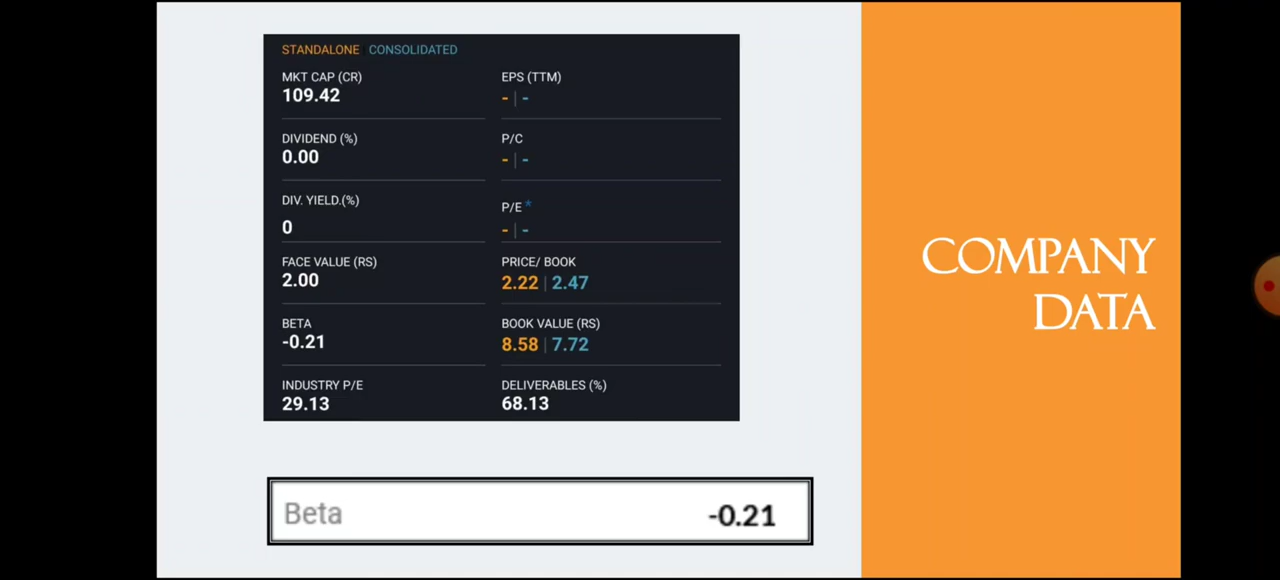 STANDALONE | CONSOLIDATED
MKT CAP (CR)
109.42
EPS (TTM)
- | -
DIVIDEND (%)
0.00
P/C
- | -
DIV. YIELD.(%)
0
P/E *
- | -
FACE VALUE (RS)
2.00
PRICE/ BOOK
2.22 | 2.47
BETA
-0.21
BOOK VALUE (RS)
8.58 | 7.72
INDUSTRY P/E
29.13
DELIVERABLES (%)
68.13
Beta -0.21
COMPANY
DATA